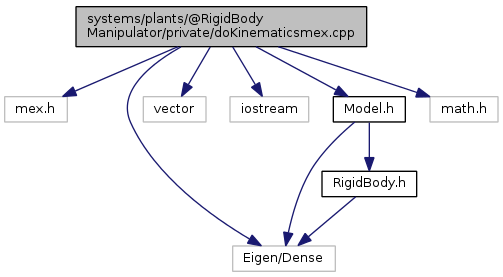 systems/plants/@RigidBody
Manipulator/private/doKinematicsmex.cpp
mex.h
vector
iostream
Model.h
math.h
RigidBody.h
Eigen/Dense